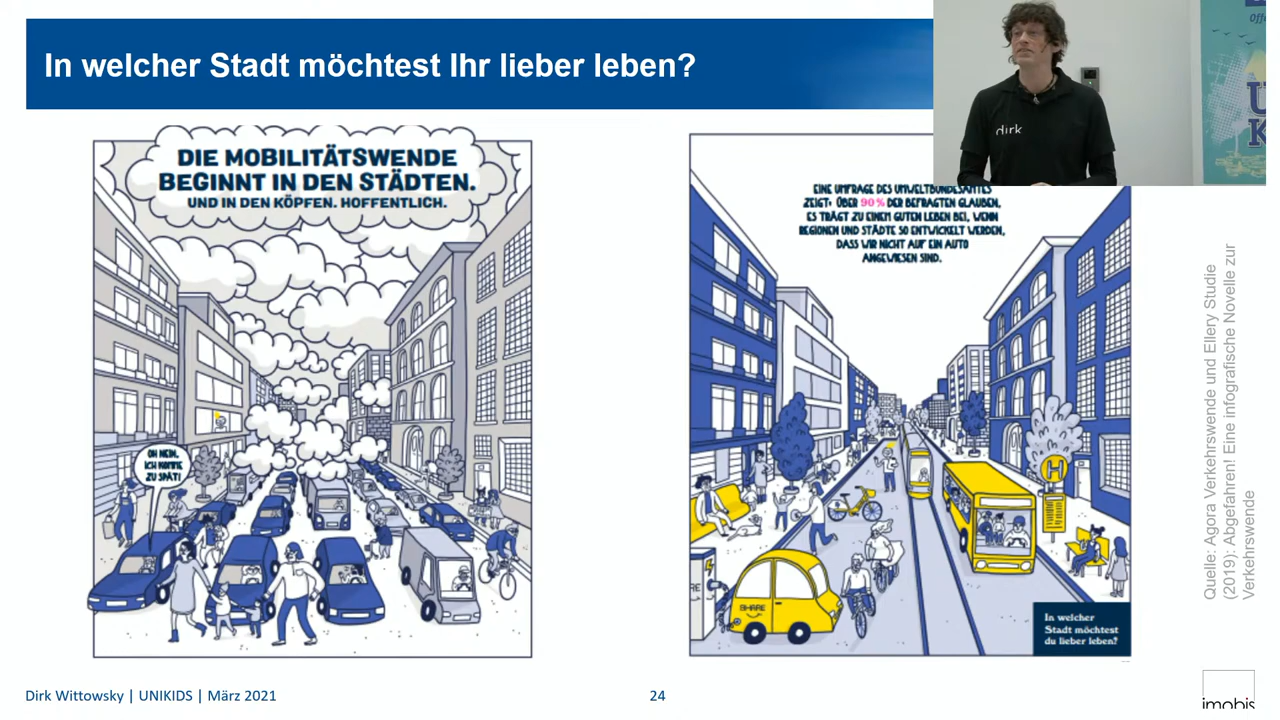 In welcher Stadt möchtest Ihr lieber leben?
dirk
DIE MOBILITÄTSWENDE
BEGINNT IN DEN STÄDTEN.
UND IN DEN KÖPFEN. HOFFENTLICH.
OH NEIN,
ICH KOMME
ZU SPÄT!
EINE UMFRAGE DES UMWELTBUNDESAMTES
ZEIGT: ÜBER 90% DER BEFRAGTEN GLAUBEN,
ES TRÄGT ZU EINEM GUTEN LEBEN BEI, WENN
REGIONEN UND STÄDTE SO ENTWICKELT WERDEN,
DASS WIR NICHT AUF EIN AUTO
ANGEWIESEN SIND.
H
SHARE
In welcher
Stadt möchtest
du lieber leben?
Quelle: Agora Verkehrswende und Ellery Studie
(2019): Abgefahren! Eine infografische Novelle zur
Verkehrswende
Dirk Wittowsky | UNIKIDS | März 2021
24
imobis